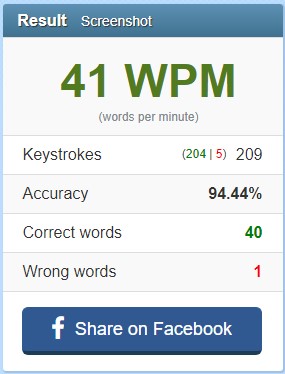 Result Screenshot
41 WPM
(words per minute)
Keystrokes (204 | 5) 209
Accuracy 94.44%
Correct words 40
Wrong words 1
f Share on Facebook